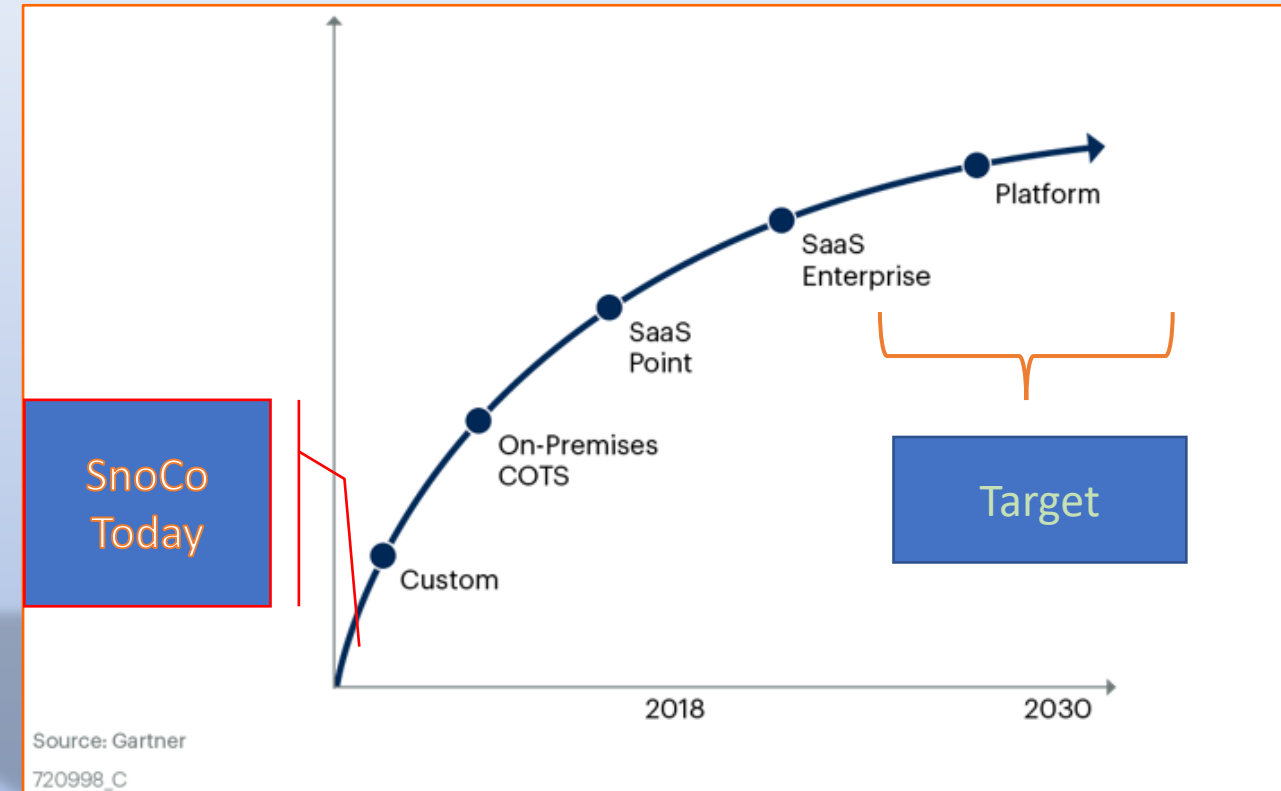 Platform
SaaS
Enterprise
SaaS
Point
On-Premises
COTS
SnoCo
Today
Target
Custom
2018
2030
Source: Gartner
720998_C